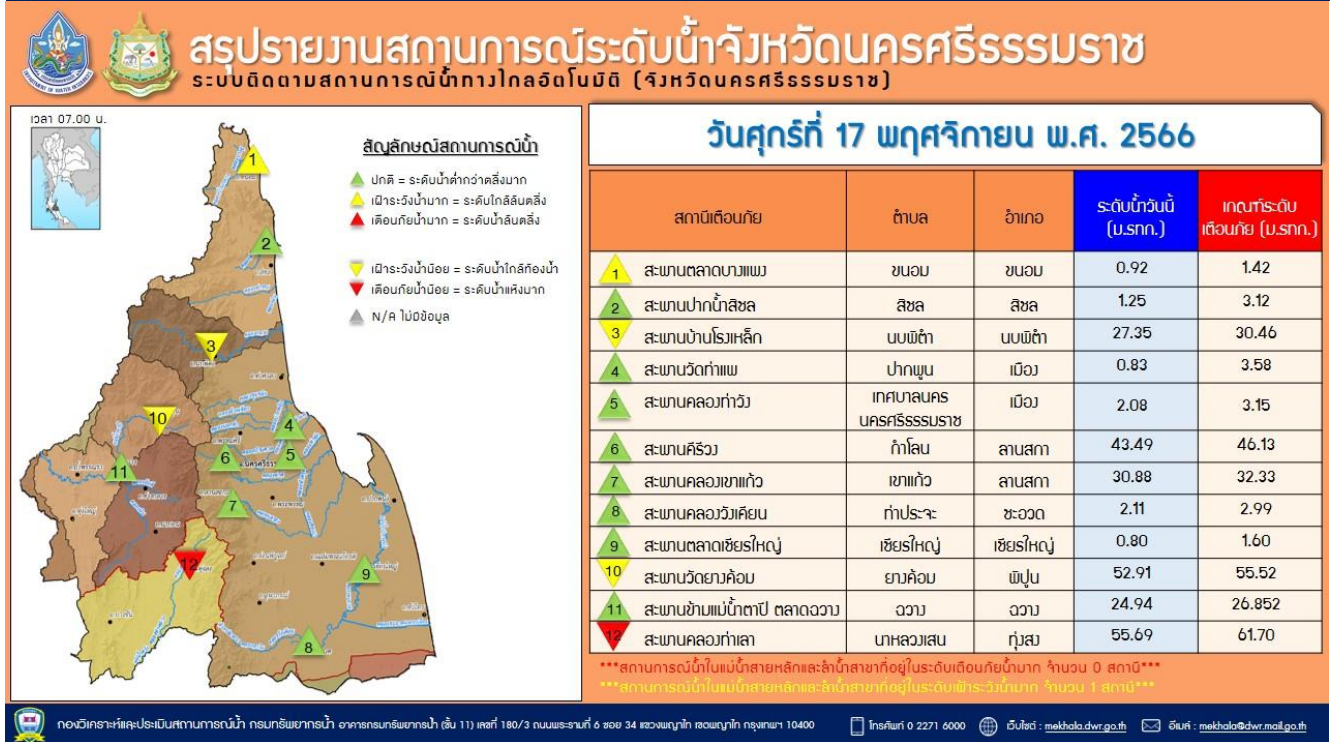 สรุปรายงานสถานการณ์ระดับน้ำจังหวัดนครศรีธรรมราช
ระบบติดตามสถานการณ์น้ำทางไกลอัตโนมัติ (จังหวัดนครศรีธรรมราช)
เวลา 07.00 น.
สัญลักษณ์สถานการณ์น้ำ
ปกติ = ระดับน้ำต่ำกว่าตลิ่งมาก
เฝ้าระวังน้ำมาก = ระดับใกล้ล้นตลิ่ง
เตือนภัยน้ำมาก = ระดับน้ำล้นตลิ่ง
เฝ้าระวังน้ำน้อย = ระดับน้ำใกล้ท้องน้ำ
เตือนภัยน้ำน้อย = ระดับน้ำแห้งมาก
N/A ไม่มีข้อมูล
1
2
3
10
4
5
6
11
7
12
9
8
วันศุกร์ที่ 17 พฤศจิกายน พ.ศ. 2566
สถานีเตือนภัย ตำบล อำเภอ ระดับน้ำวันนี้ (ม.รทก.) เกณฑ์ระดับเตือนภัย (ม.รทก.)
1 สะพานตลาดบางแพง ขนอม ขนอม 0.92 1.42
2 สะพานปากน้ำสิชล สิชล สิชล 1.25 3.12
3 สะพานบ้านโรงเหล็ก นบพิตำ นบพิตำ 27.35 30.46
4 สะพานวัดท่าแพ ปากพูน เมือง 0.83 3.58
5 สะพานคลองท่าวัง เทศบาลนครนครศรีธรรมราช เมือง 2.08 3.15
6 สะพานคีรีวง กำโลน ลานสกา 43.49 46.13
7 สะพานคลองเขาแก้ว เขาแก้ว ลานสกา 30.88 32.33
8 สะพานคลองวังเคียน ท่าประจะ ชะอวด 2.11 2.99
9 สะพานตลาดเชียรใหญ่ เชียรใหญ่ เชียรใหญ่ 0.80 1.60
10 สะพานวัดยางค้อม ยางค้อม พิปูน 52.91 55.52
11 สะพานข้ามแม่น้ำตาปี ตลาดฉวาง ฉวาง ฉวาง 24.94 26.852
12 สะพานคลองท่าเลา นาหลวงเสน ทุ่งสง 55.69 61.70
***สถานการณ์น้ำในแม่น้ำสายหลักและลำน้ำสาขาที่อยู่ในระดับเตือนภัยน้ำมาก จำนวน 0 สถานี***
***สถานการณ์น้ำในแม่น้ำสายหลักและลำน้ำสาขาที่อยู่ในระดับเฝ้าระวังน้ำมาก จำนวน 1 สถานี***
กองวิเคราะห์และประเมินสถานการณ์น้ำ กรมทรัพยากรน้ำ อาคารกรมทรัพยากรน้ำ (ชั้น 11) เลขที่ 180/3 ถนนพระรามที่ 6 ซอย 34 แขวงพญาไท เขตพญาไท กรุงเทพฯ 10400 โทรศัพท์ 0 2271 6000 เว็บไซต์ : mekhala.dwr.go.th อีเมล์ : mekhala@dwr.mail.go.th